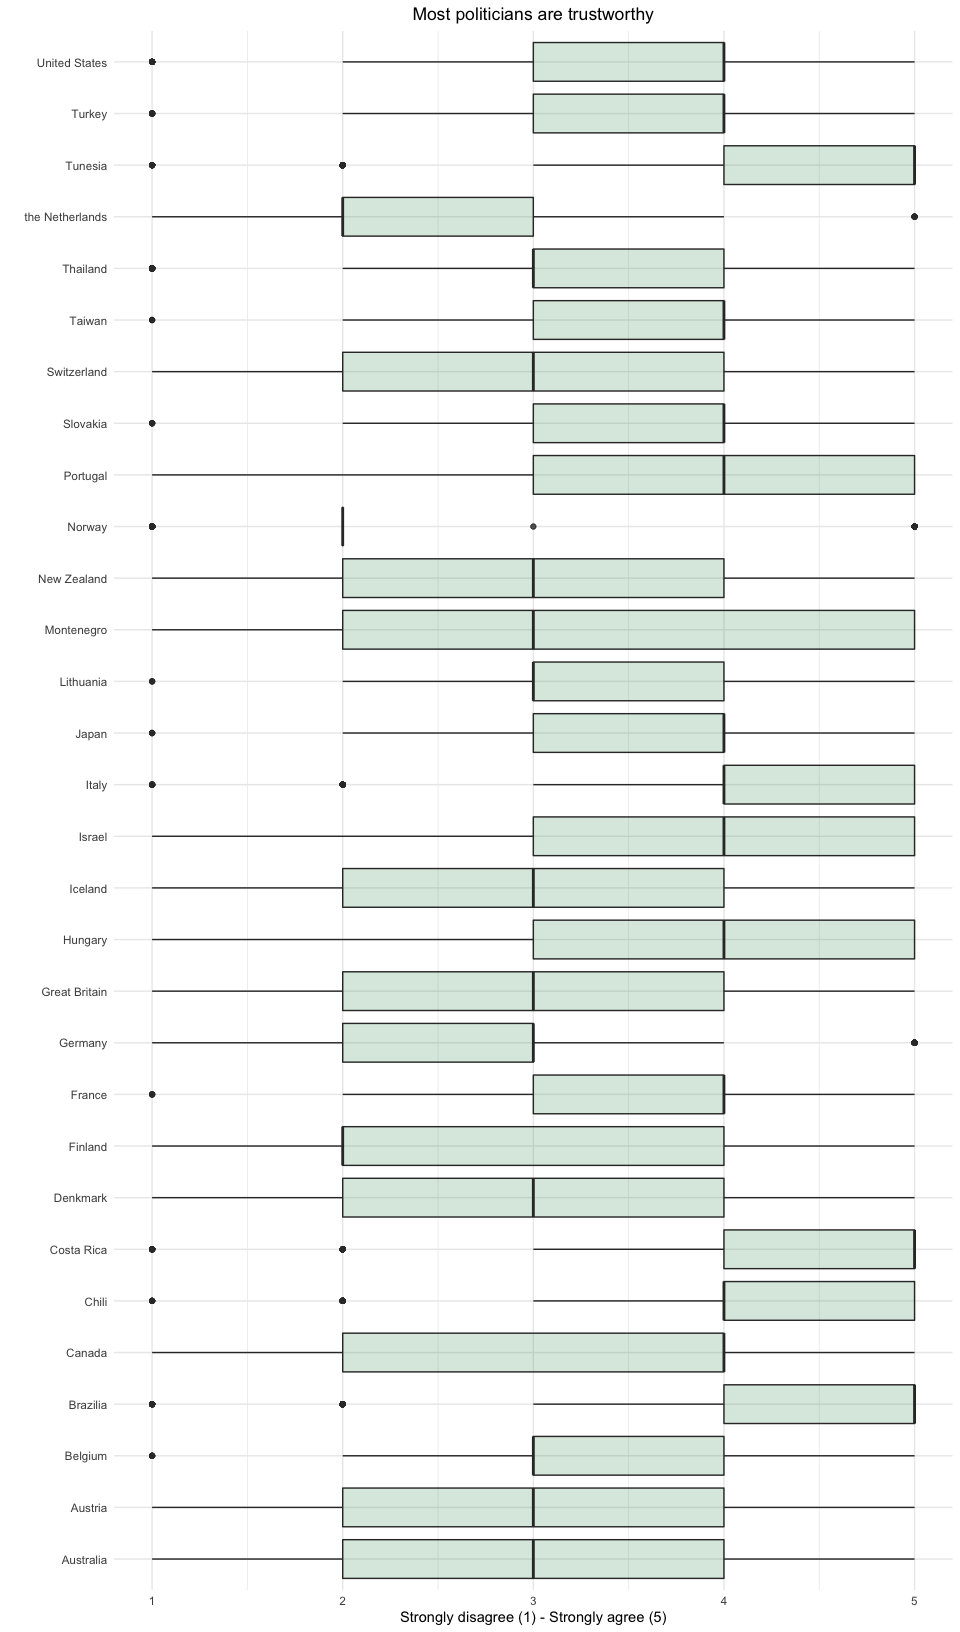 Most politicians are trustworthy
United States
Turkey
Tunesia
the Netherlands
Thailand
Taiwan
Switzerland
Slovakia
Portugal
Norway
New Zealand
Montenegro
Lithuania
Japan
Italy
Israel
Iceland
Hungary
Great Britain
Germany
France
Finland
Denkmark
Costa Rica
Chili
Canada
Brazilia
Belgium
Austria
Australia
1 2 3 4 5
Strongly disagree (1) - Strongly agree (5)